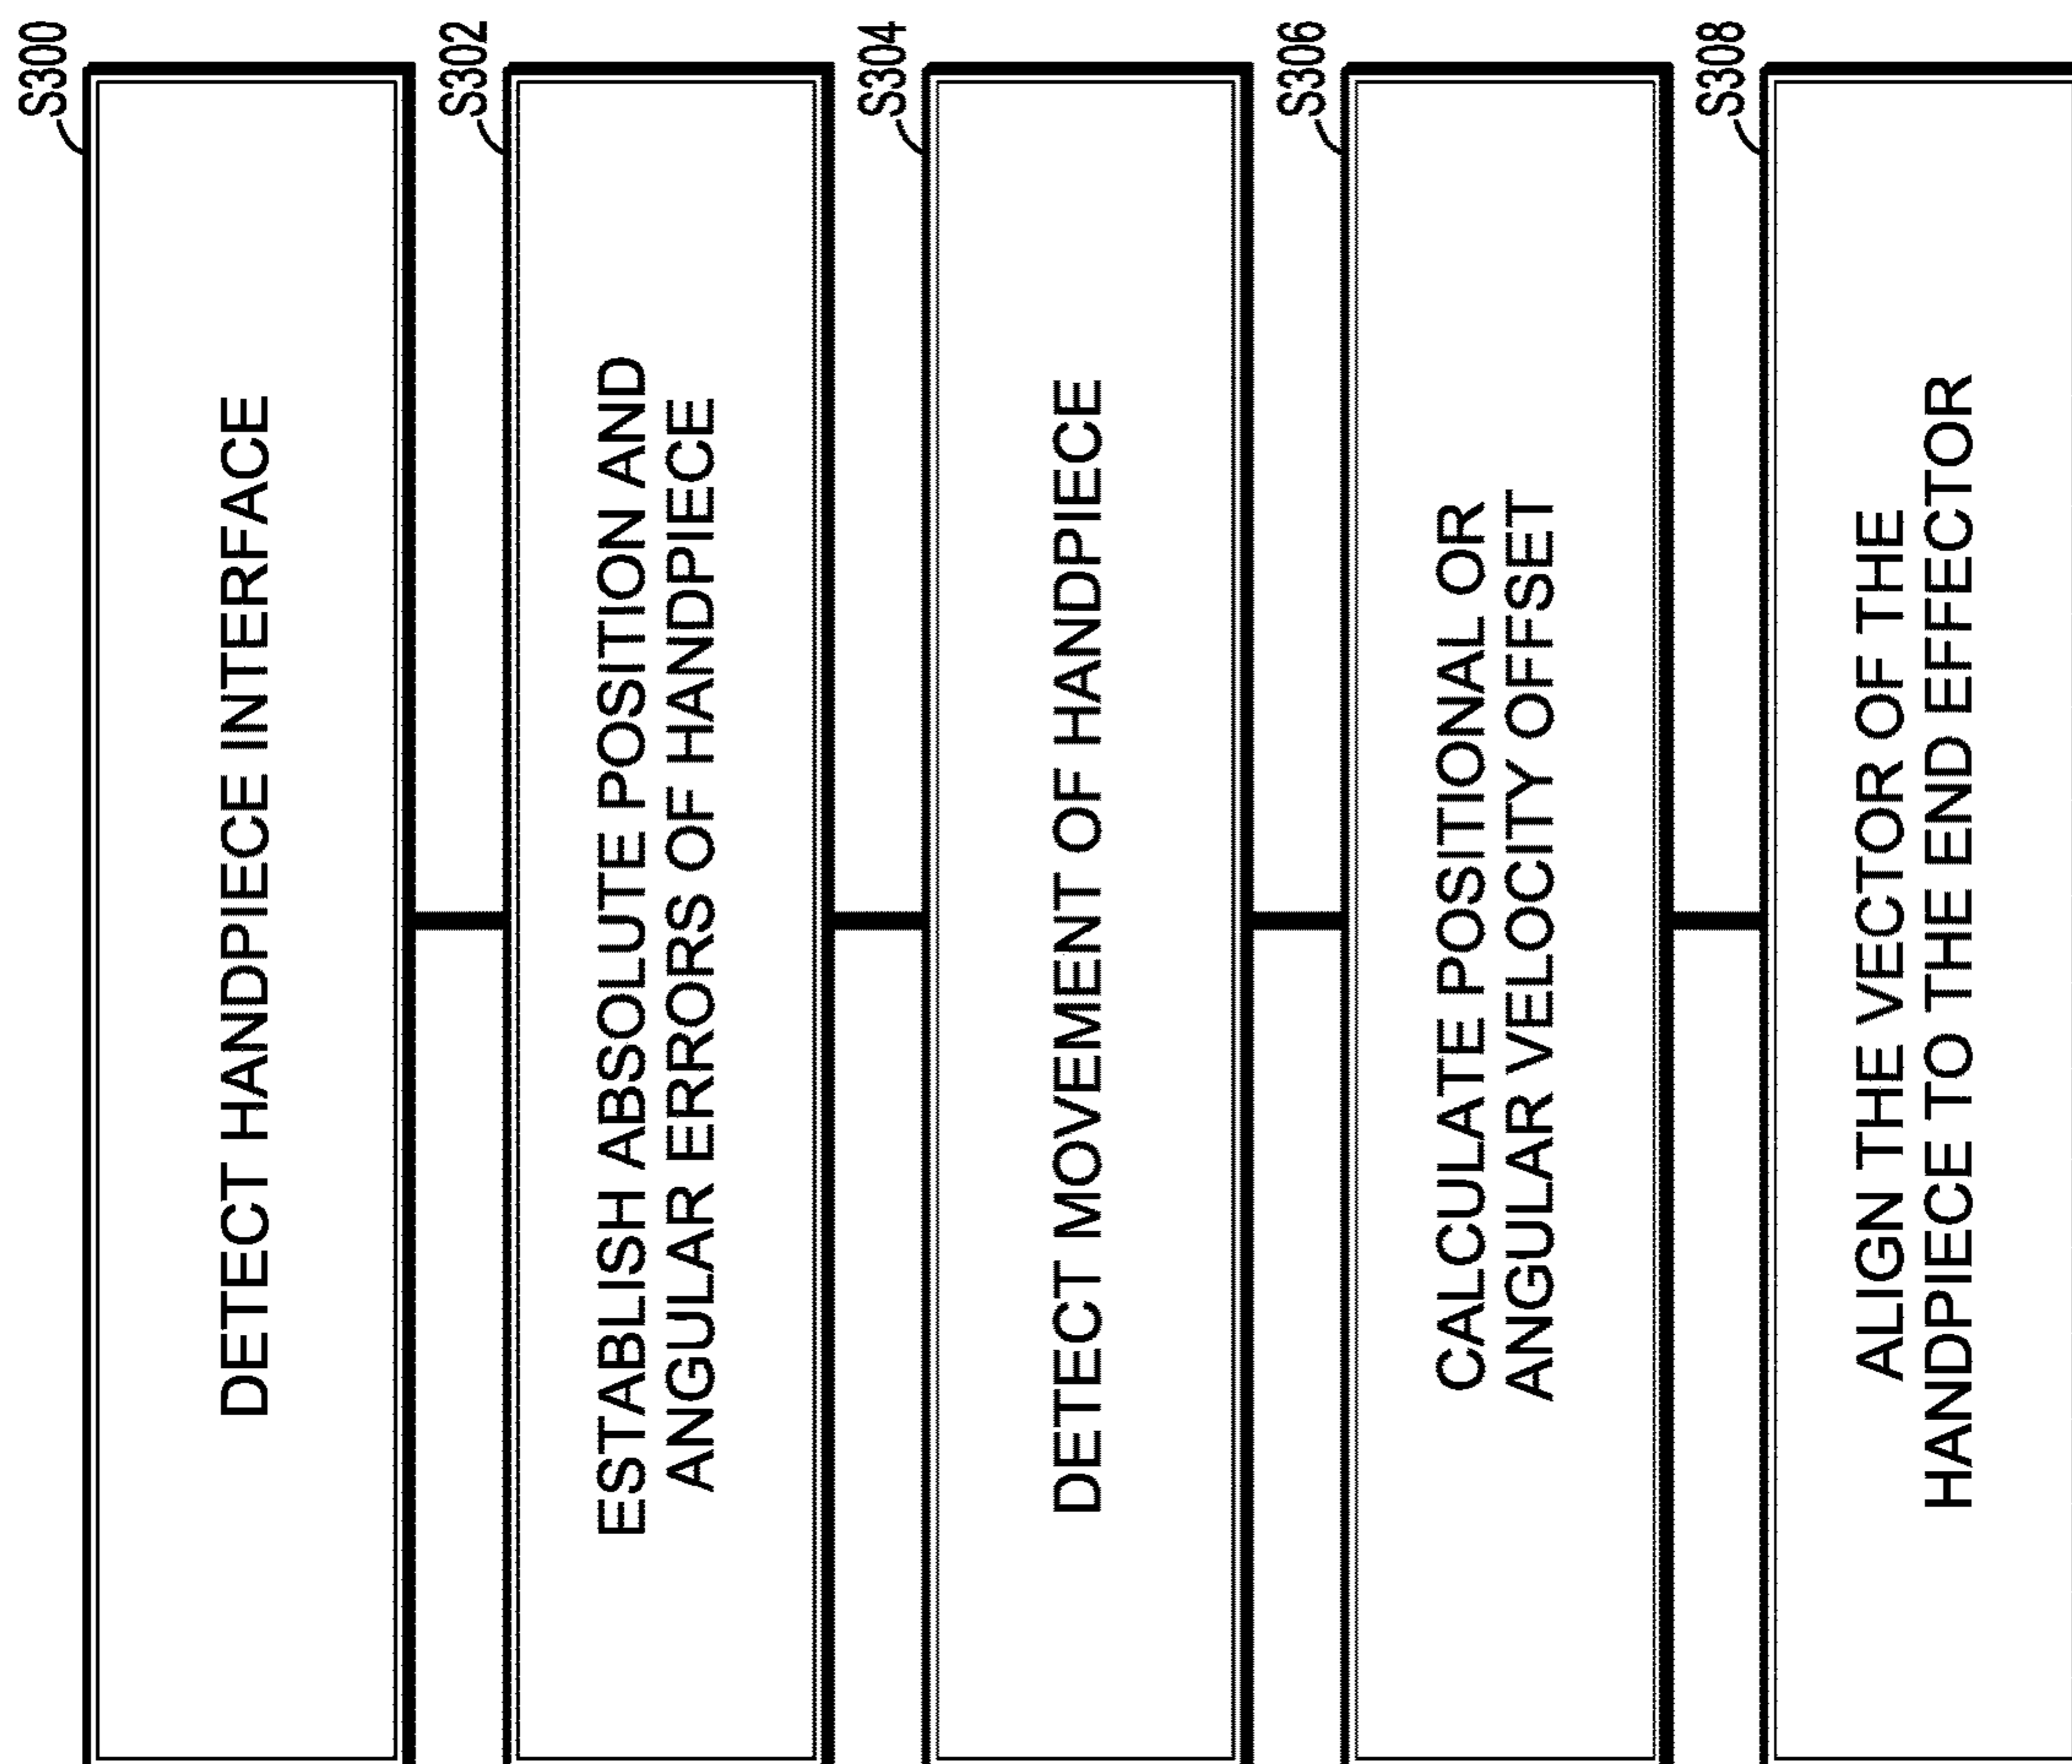 S300
DETECT HANDPIECE INTERFACE
S302
ESTABLISH ABSOLUTE POSITION AND
ANGULAR ERRORS OF HANDPIECE
S304
DETECT MOVEMENT OF HANDPIECE
S306
CALCULATE POSITIONAL OR
ANGULAR VELOCITY OFFSET
S308
ALIGN THE VECTOR OF THE
HANDPIECE TO THE END EFFECTOR